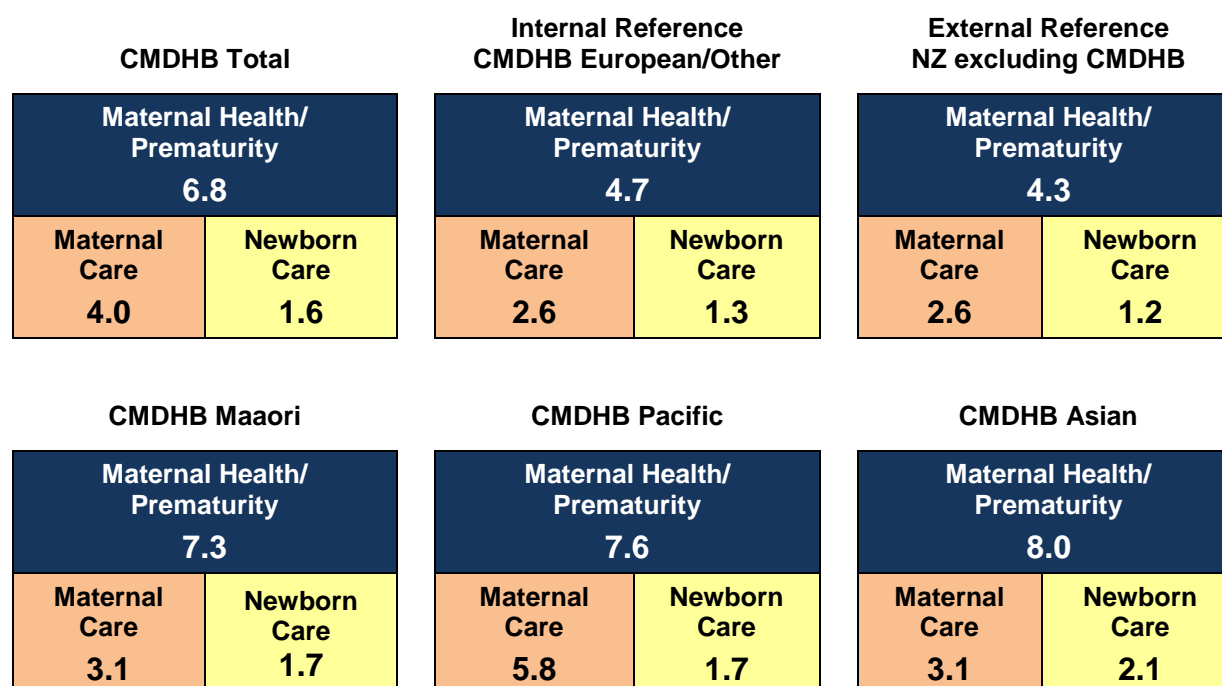 CMDHB Total
Internal Reference
CMDHB European/Other
External Reference
NZ excluding CMDHB
Maternal Health/
Prematurity
6.8
Maternal
Care
4.0
Newborn
Care
1.6
Maternal Health/
Prematurity
4.7
Maternal
Care
2.6
Newborn
Care
1.3
Maternal Health/
Prematurity
4.3
Maternal
Care
2.6
Newborn
Care
1.2
CMDHB Maaori
CMDHB Pacific
CMDHB Asian
Maternal Health/
Prematurity
7.3
Maternal
Care
3.1
Newborn
Care
1.7
Maternal Health/
Prematurity
7.6
Maternal
Care
5.8
Newborn
Care
1.7
Maternal Health/
Prematurity
8.0
Maternal
Care
3.1
Newborn
Care
2.1